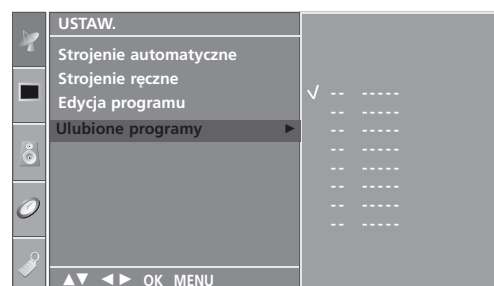 USTAW.
Strojenie automatyczne
Strojenie ręczne
Edycja programu
Ulubione programy ►
√ -- -----
-- -----
-- -----
-- -----
-- -----
-- -----
-- -----
-- -----
▲▼ ◄► OK MENU